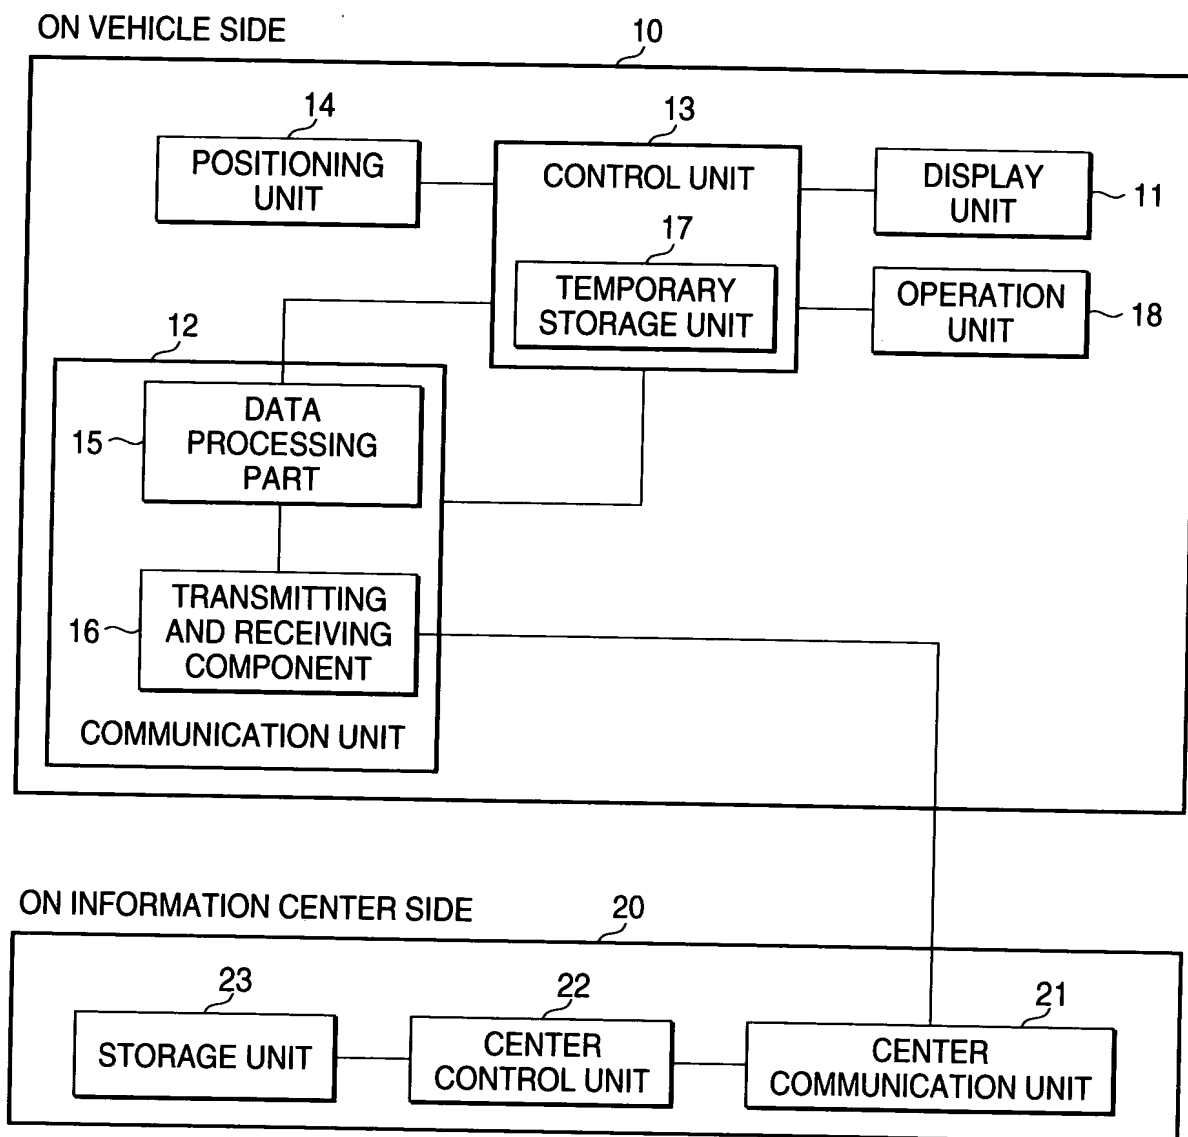 ON VEHICLE SIDE
10
14
13
POSITIONING
UNIT
CONTROL UNIT
DISPLAY
UNIT
11
17
TEMPORARY
STORAGE UNIT
OPERATION
UNIT
18
12
DATA
PROCESSING
PART
15
TRANSMITTING
AND RECEIVING
COMPONENT
16
COMMUNICATION UNIT
ON INFORMATION CENTER SIDE
20
23
22
21
STORAGE UNIT
CENTER
CONTROL UNIT
CENTER
COMMUNICATION UNIT